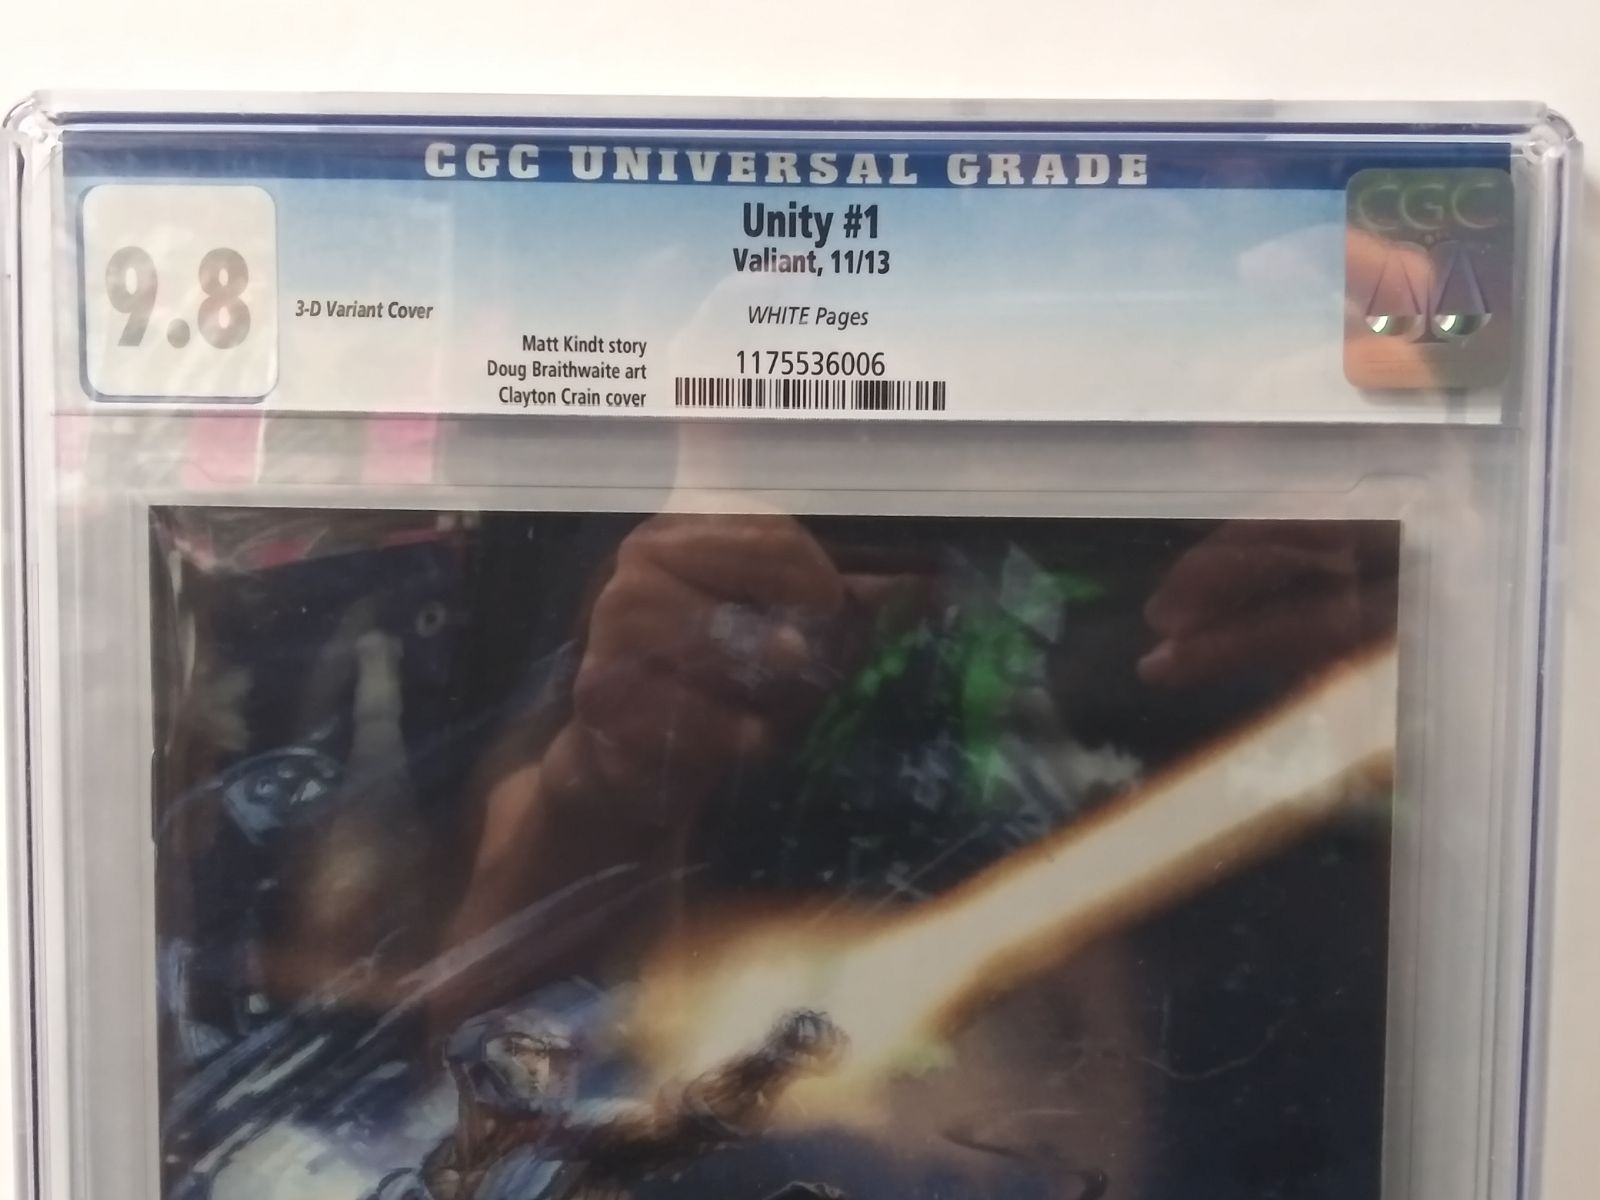 CGC UNIVERSAL GRADE
9.8
Unity #1
Valiant, 11/13
3-D Variant Cover
WHITE Pages
Matt Kindt story
Doug Braithwaite art
Clayton Crain cover
1175536006
CGC